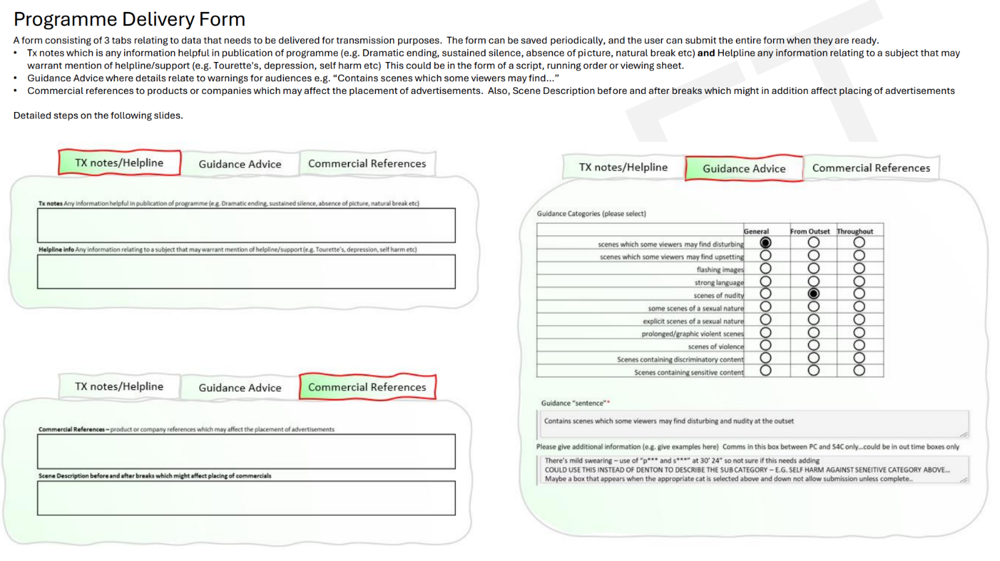 Programme Delivery Form
A form consisting of 3 tabs relating to data that needs to be delivered for transmission purposes.  The form can be saved periodically, and the user can submit the entire form when they are ready.
• Tx notes which is any information helpful in publication of programme (e.g. Dramatic ending, sustained silence, absence of picture, natural break etc) and Helpline any information relating to a subject that may
warrant mention of helpline/support (e.g. Tourette's, depression, self harm etc)  This could be in the form of a script, running order or viewing sheet.
• Guidance Advice where details relate to warnings for audiences e.g. “Contains scenes which some viewers may find…”
• Commercial references to products or companies which may affect the placement of advertisements.  Also, Scene Description before and after breaks which might in addition affect placing of advertisements
Detailed steps on the following slides.
TX notes/Helpline Guidance Advice Commercial References
Tx notes Any information helpful in publication of programme (e.g. Dramatic ending, sustained silence, absence of picture, natural break etc)
Helpline info Any information relating to a subject that may warrant mention of helpline/support (e.g. Tourette's, depression, self harm etc)
TX notes/Helpline Guidance Advice Commercial References
Commercial References – product or company references which may affect the placement of advertisements
Scene Description before and after breaks which might affect placing of commercials
TX notes/Helpline Guidance Advice Commercial References
Guidance Categories (please select)
General From Outset Throughout
scenes which some viewers may find disturbing
scenes which some viewers may find upsetting
flashing images
strong language
scenes of nudity
some scenes of a sexual nature
explicit scenes of a sexual nature
prolonged/graphic violent scenes
scenes of violence
Scenes containing discriminatory content
Scenes containing sensitive content
Guidance “sentence”*
Contains scenes which some viewers may find disturbing and nudity at the outset
Please give additional information (e.g. give examples here)  Comms in this box between PC and S4C only…could be in out time boxes only
There's mild swearing – use of “p*** and s***” at 30' 24” so not sure if this needs adding
COULD USE THIS INSTEAD OF DENTON TO DESCRIBE THE SUB CATEGORY – E.G. SELF HARM AGAINST SENEITIVE CATEGORY ABOVE…
Maybe a box that appears when the appropriate cat is selected above and down not allow submission unless complete..